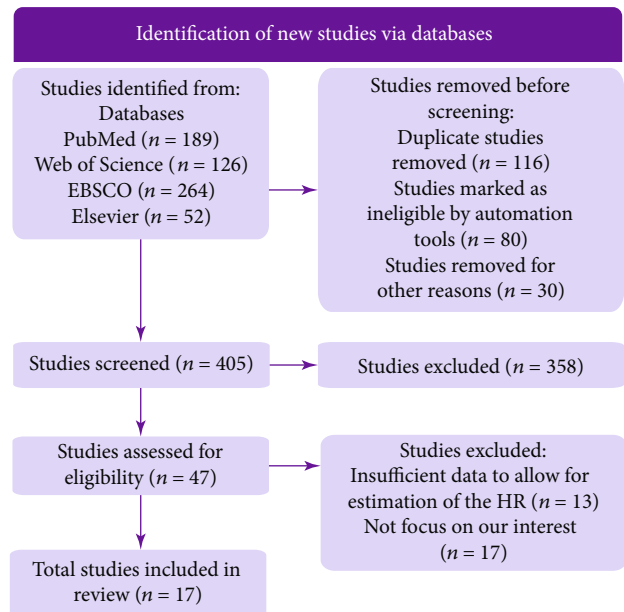 Identification of new studies via databases
Studies identified from:
Databases
PubMed (n = 189)
Web of Science (n = 126)
EBSCO (n = 264)
Elsevier (n = 52)
Studies removed before
screening:
Duplicate studies
removed (n = 116)
Studies marked as
ineligible by automation
tools (n = 80)
Studies removed for
other reasons (n = 30)
Studies screened (n = 405)
Studies excluded (n = 358)
Studies assessed for
eligibility (n = 47)
Studies excluded:
Insufficient data to allow for
estimation of the HR (n = 13)
Not focus on our interest
(n = 17)
Total studies included in
review (n = 17)